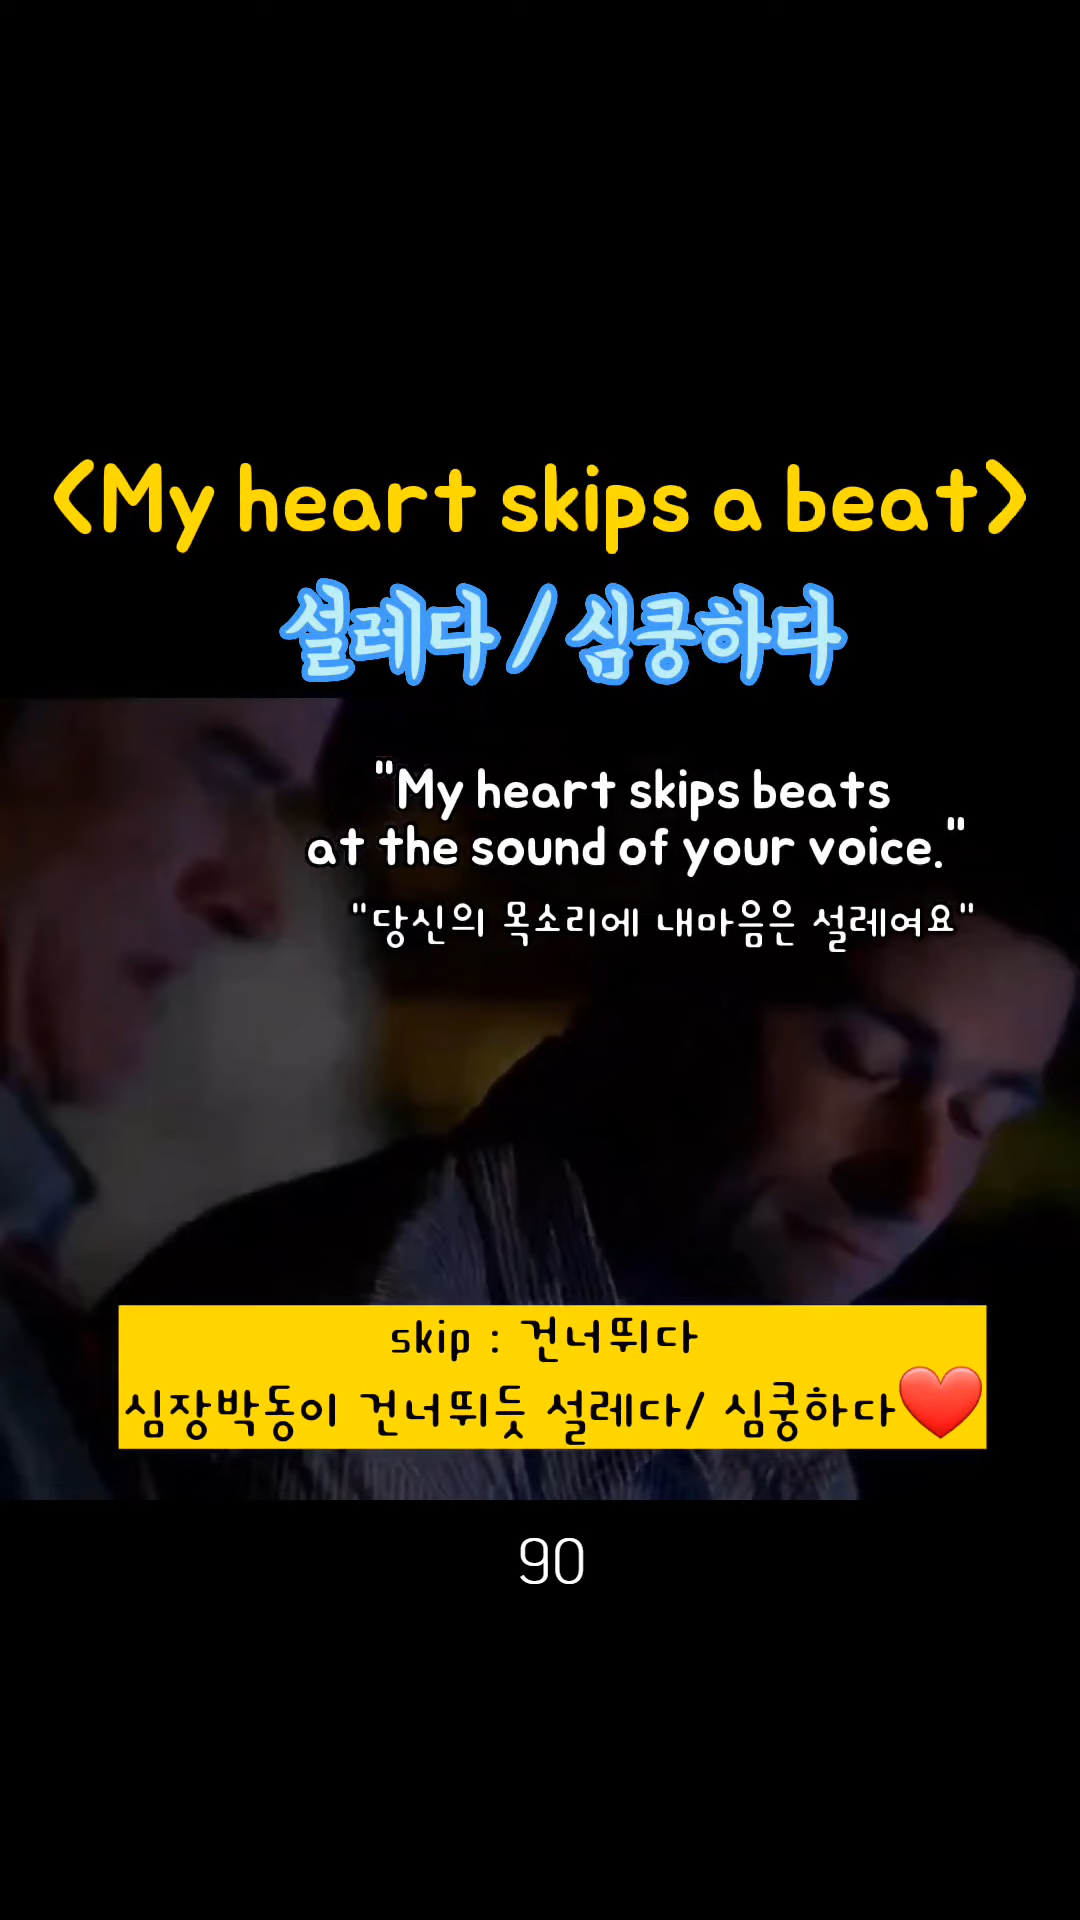 <My heart skips a beat>
설레다 / 심쿵하다
"My heart skips beats
at the sound of your voice."
"당신의 목소리에 내마음은 설레여요"
skip : 건너뛰다
심장박동이 건너뛰듯 설레다/ 심쿵하다❤️
90